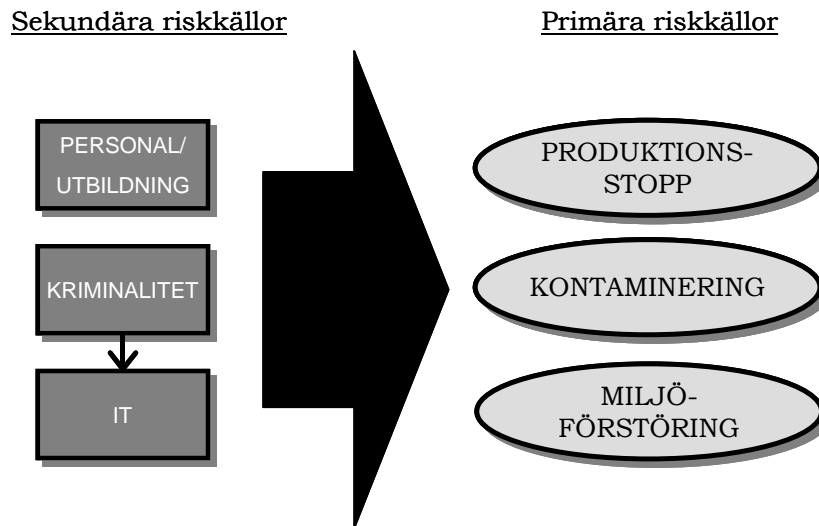 Sekundära riskkällor
Primära riskkällor
PERSONAL/
UTBILDNING
KRIMINALITET
IT
PRODUKTIONS-
STOPP
KONTAMINERING
MILJÖ-
FÖRSTÖRING